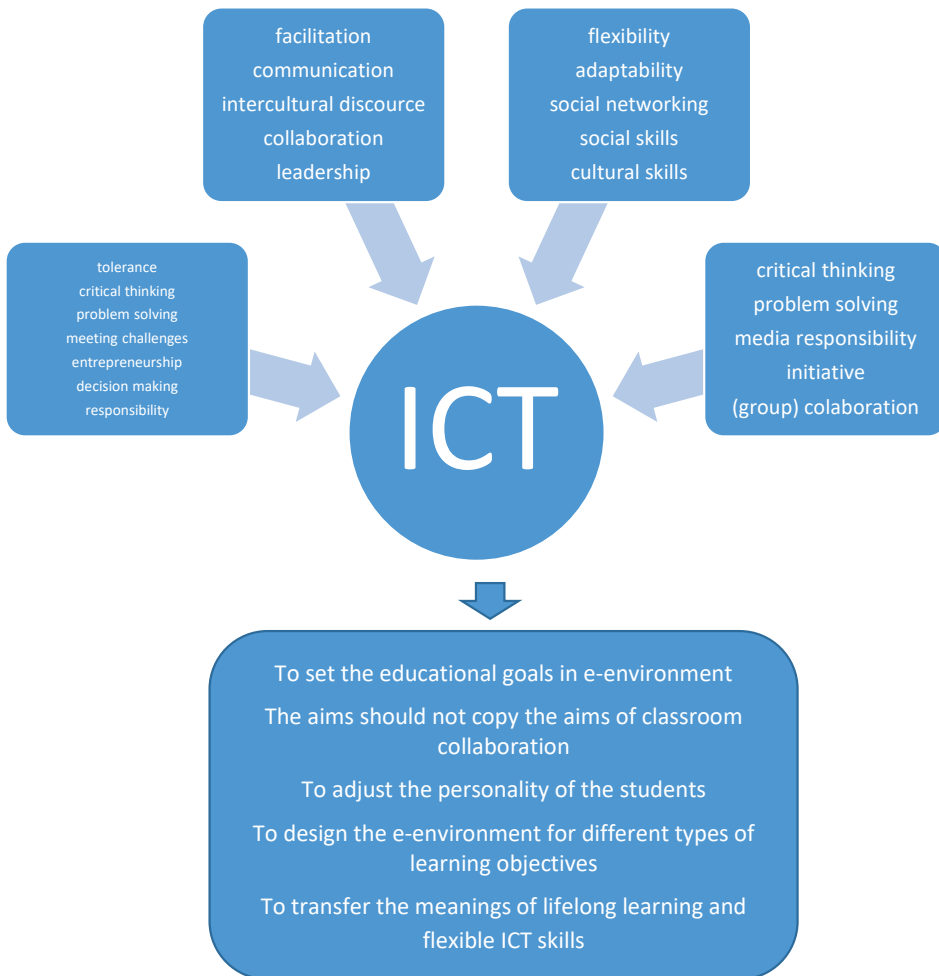 facilitation
communication
intercultural discource
collaboration
leadership
flexibility
adaptability
social networking
social skills
cultural skills
tolerance
critical thinking
problem solving
meeting challenges
entrepreneurship
decision making
responsibility
critical thinking
problem solving
media responsibility
initiative
(group) colaboration
ICT
To set the educational goals in e-environment
The aims should not copy the aims of classroom
collaboration
To adjust the personality of the students
To design the e-environment for different types of
learning objectives
To transfer the meanings of lifelong learning and
flexible ICT skills